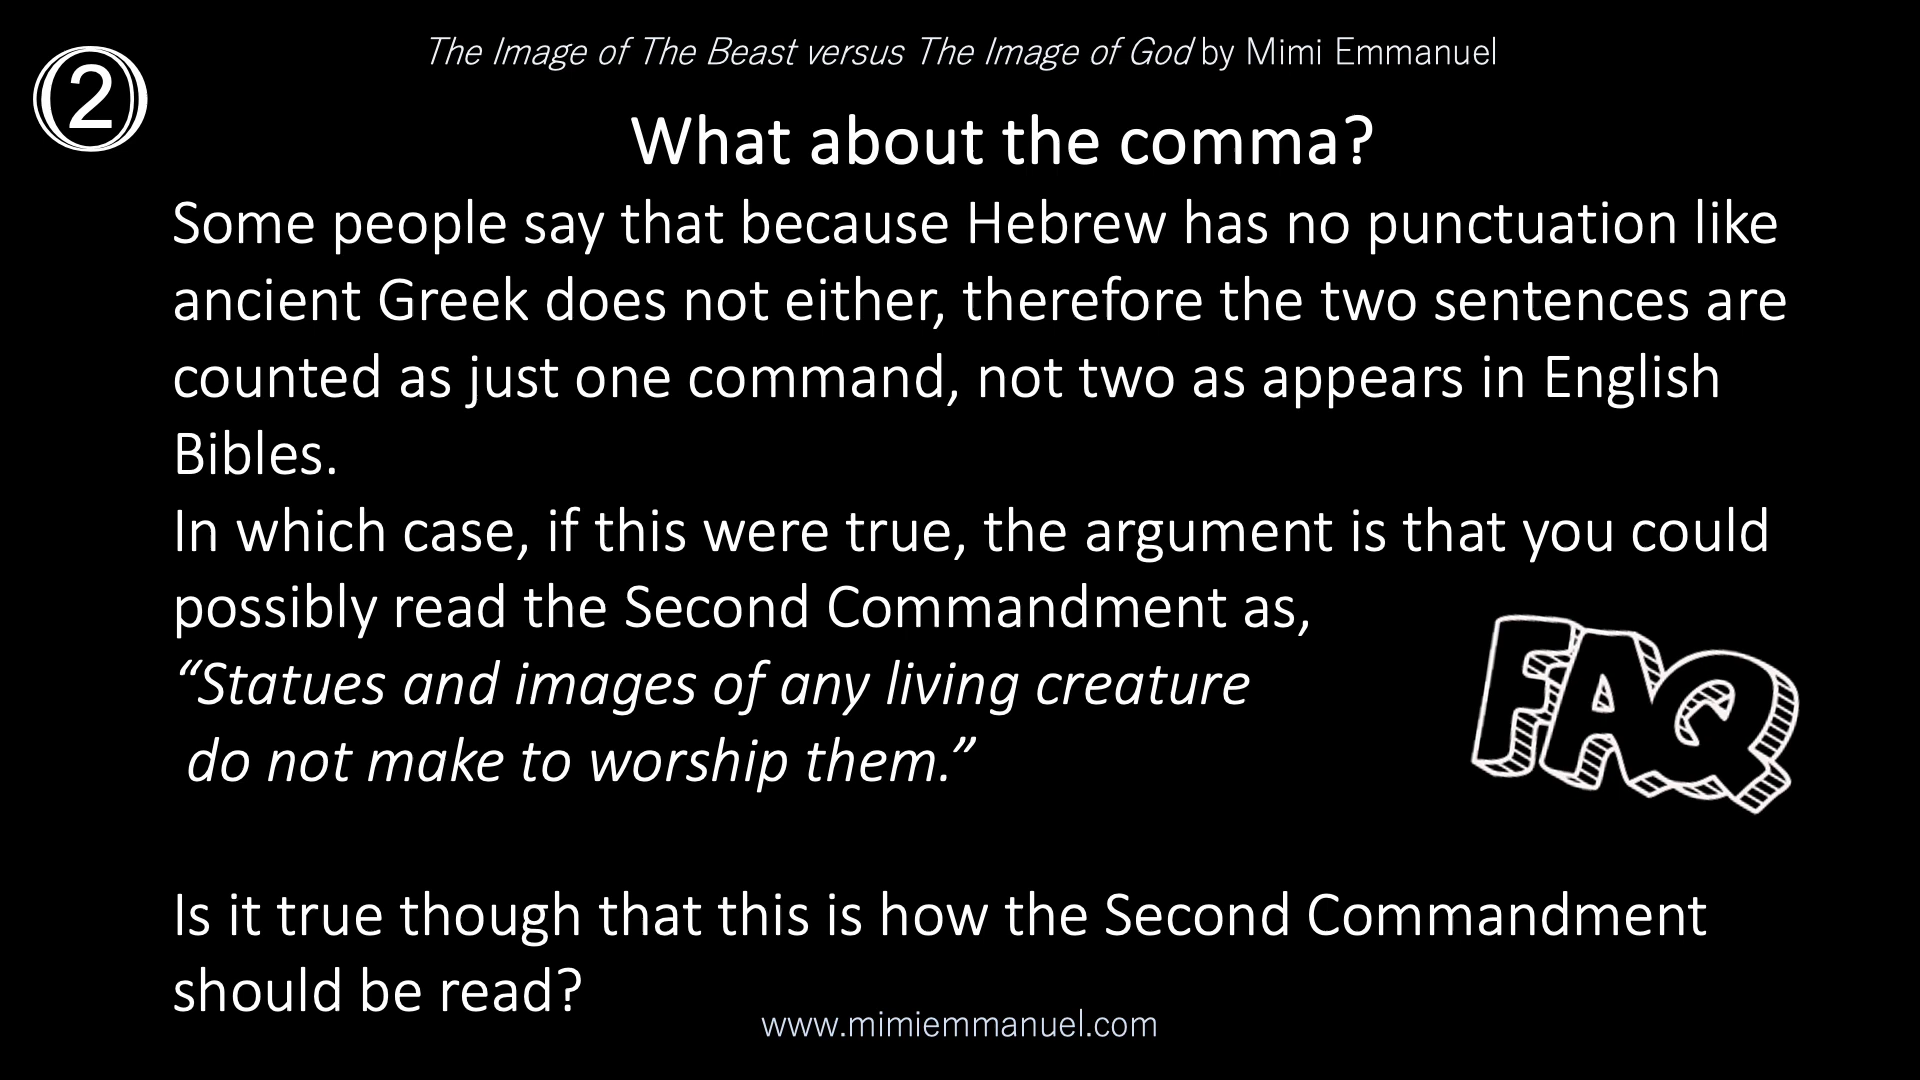 The Image of The Beast versus The Image of God by Mimi Emmanuel
2
What about the comma?
Some people say that because Hebrew has no punctuation like
ancient Greek does not either, therefore the two sentences are
counted as just one command, not two as appears in English
Bibles.
In which case, if this were true, the argument is that you could
possibly read the Second Commandment as,
“Statues and images of any living creature
do not make to worship them.”
FAQ
Is it true though that this is how the Second Commandment
should be read?
www.mimiemmanuel.com